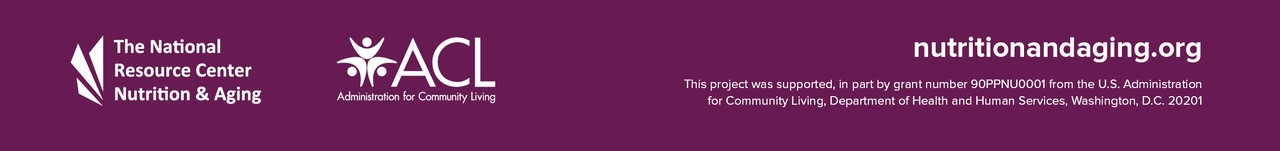 The National
Resource Center
Nutrition & Aging
ACL
Administration for Community Living
nutritionandaging.org
This project was supported, in part by grant number 90PPNU0001 from the U.S. Administration
for Community Living, Department of Health and Human Services, Washington, D.C. 20201